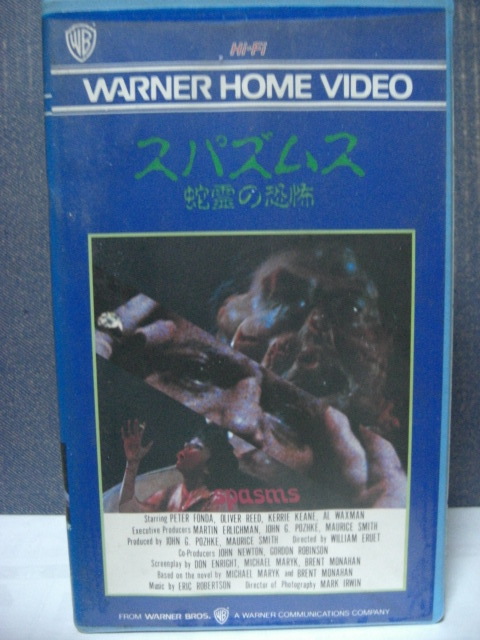 WB
HI-FI
WARNER HOME VIDEO
スパズムス
蛇霊の恐怖
spasms
Starring PETER FONDA, OLIVER REED, KERRIE KEANE, AL WAXMAN
Executive Producers MARTIN ERLICHMAN, JOHN G. POZHKE, MAURICE SMITH
Produced by JOHN G. POZHKE, MAURICE SMITH Directed by WILLIAM FRUET
Co-Producers JOHN NEWTON, GORDON ROBINSON
Screenplay by DON ENRIGHT, MICHAEL MARYK, BRENT MONAHAN
Based on the novel by MICHAEL MARYK and BRENT MONAHAN
Music by ERIC ROBERTSON Director of Photography MARK IRWIN
FROM WARNER BROS. WB A WARNER COMMUNICATIONS COMPANY